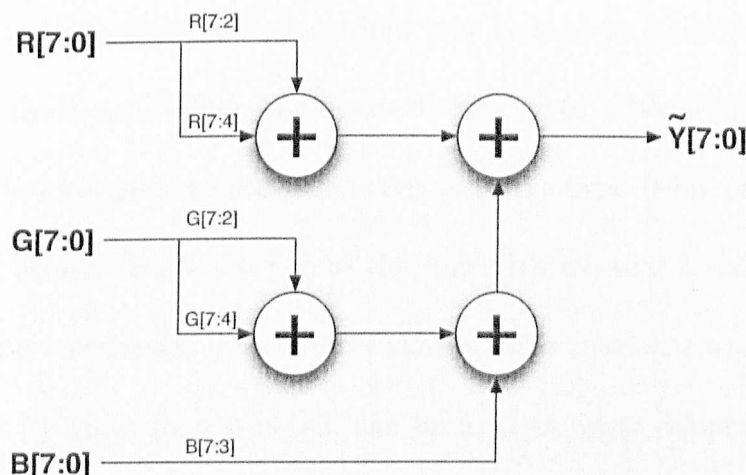 R[7:2]
R[7:0]
R[7:4]
+
+
Ỹ[7:0]
G[7:2]
G[7:0]
G[7:4]
+
+
B[7:3]
B[7:0]